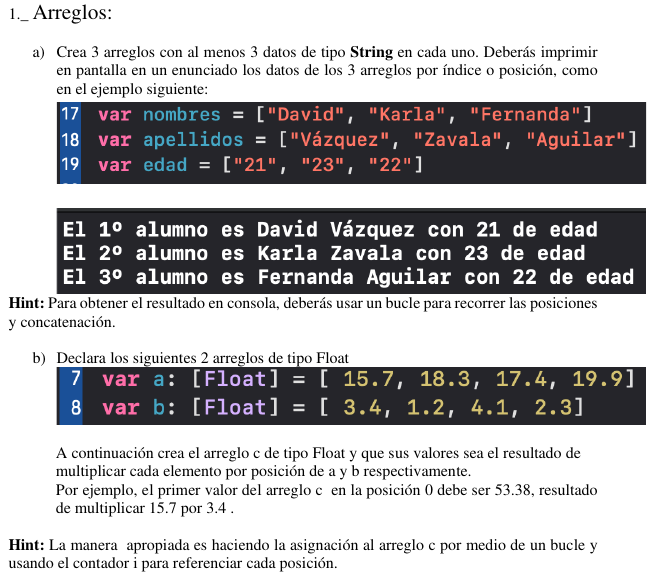 1._ Arreglos:
a) Crea 3 arreglos con al menos 3 datos de tipo String en cada uno. Deberás imprimir
en pantalla en un enunciado los datos de los 3 arreglos por índice o posición, como
en el ejemplo siguiente:
17 var nombres = ["David", "Karla", "Fernanda"]
18 var apellidos = ["Vázquez", "Zavala", "Aguilar"]
19 var edad = ["21", "23", "22"]
El 1º alumno es David Vázquez con 21 de edad
El 2º alumno es Karla Zavala con 23 de edad
El 3º alumno es Fernanda Aguilar con 22 de edad
Hint: Para obtener el resultado en consola, deberás usar un bucle para recorrer las posiciones
y concatenación.
b) Declara los siguientes 2 arreglos de tipo Float
7 var a: [Float] = [ 15.7, 18.3, 17.4, 19.9]
8 var b: [Float] = [ 3.4, 1.2, 4.1, 2.3]
A continuación crea el arreglo c de tipo Float y que sus valores sea el resultado de
multiplicar cada elemento por posición de a y b respectivamente.
Por ejemplo, el primer valor del arreglo c en la posición 0 debe ser 53.38, resultado
de multiplicar 15.7 por 3.4 .
Hint: La manera apropiada es haciendo la asignación al arreglo c por medio de un bucle y
usando el contador i para referenciar cada posición.